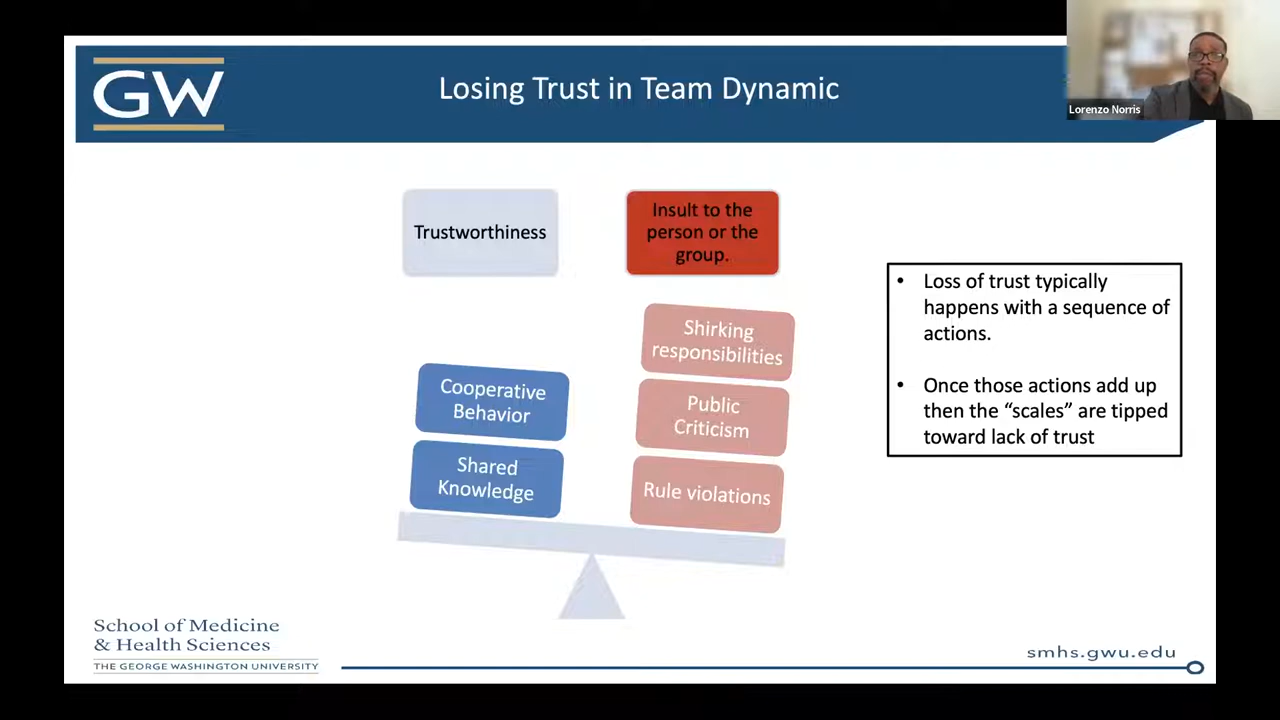 GW
Losing Trust in Team Dynamic
Lorenzo Norris
Trustworthiness
Insult to the
person or the
group.
Shirking
responsibilities
Cooperative
Behavior
Public
Criticism
Shared
Knowledge
Rule violations
• Loss of trust typically
happens with a sequence of
actions.
• Once those actions add up
then the “scales” are tipped
toward lack of trust
School of Medicine
& Health Sciences
THE GEORGE WASHINGTON UNIVERSITY
smhs.gwu.edu